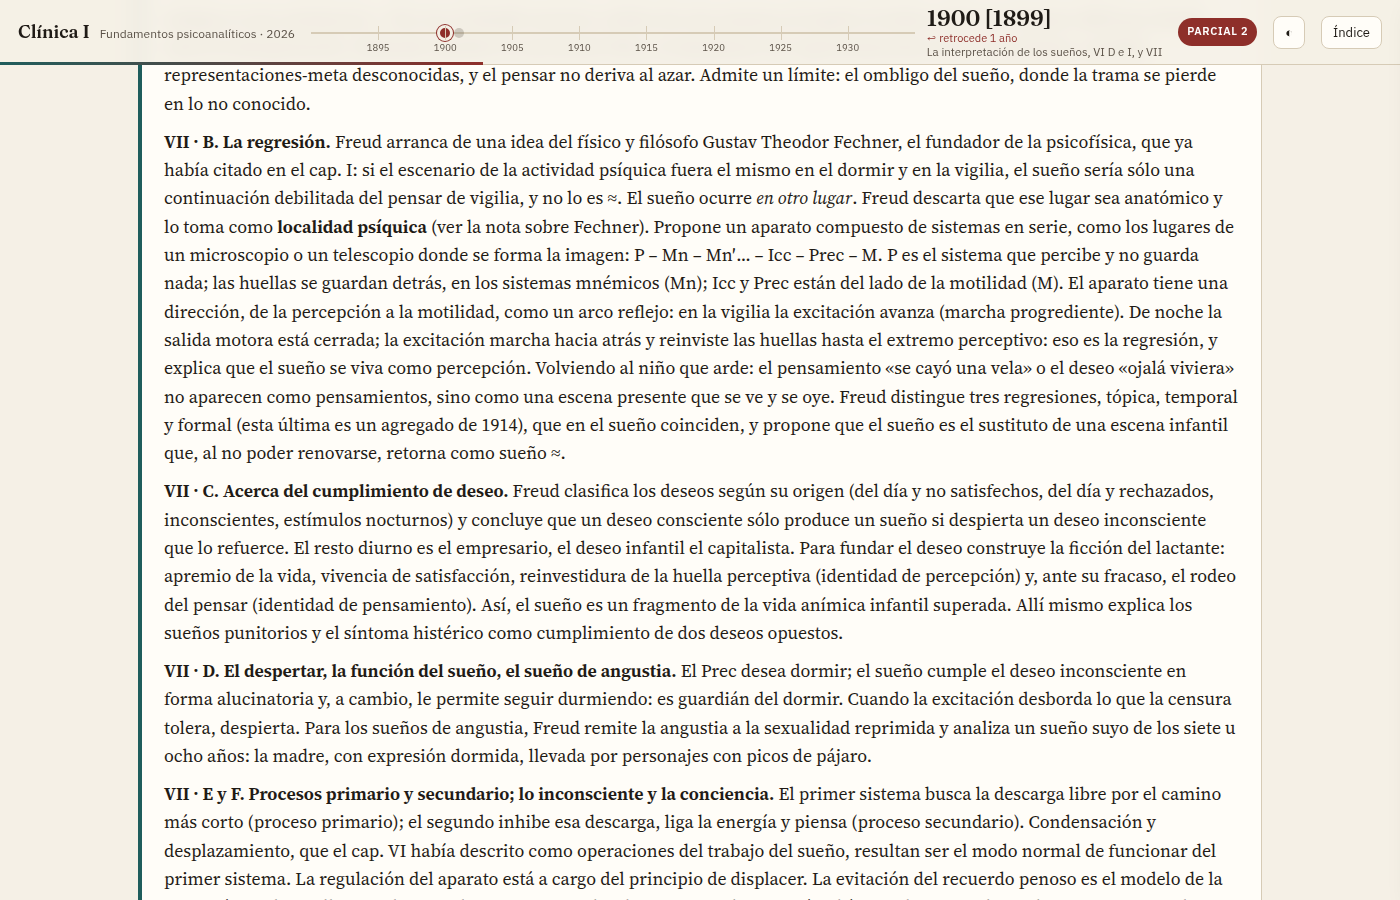 Clínica I Fundamentos psicoanalíticos · 2026
1895 1900 1905 1910 1915 1920 1925 1930
1900 [1899]
↩ retrocede 1 año
La interpretación de los sueños, VI D e I, y VII
PARCIAL 2
Índice
representaciones-meta desconocidas, y el pensar no deriva al azar. Admite un límite: el ombligo del sueño, donde la trama se pierde
en lo no conocido.
VII · B. La regresión. Freud arranca de una idea del físico y filósofo Gustav Theodor Fechner, el fundador de la psicofísica, que ya
había citado en el cap. I: si el escenario de la actividad psíquica fuera el mismo en el dormir y en la vigilia, el sueño sería sólo una
continuación debilitada del pensar de vigilia, y no lo es ≈. El sueño ocurre en otro lugar. Freud descarta que ese lugar sea anatómico y
lo toma como localidad psíquica (ver la nota sobre Fechner). Propone un aparato compuesto de sistemas en serie, como los lugares de
un microscopio o un telescopio donde se forma la imagen: P – Mn – Mn′… – Icc – Prec – M. P es el sistema que percibe y no guarda
nada; las huellas se guardan detrás, en los sistemas mnémicos (Mn); Icc y Prec están del lado de la motilidad (M). El aparato tiene una
dirección, de la percepción a la motilidad, como un arco reflejo: en la vigilia la excitación avanza (marcha progrediente). De noche la
salida motora está cerrada; la excitación marcha hacia atrás y reinviste las huellas hasta el extremo perceptivo: eso es la regresión, y
explica que el sueño se viva como percepción. Volviendo al niño que arde: el pensamiento «se cayó una vela» o el deseo «ojalá viviera»
no aparecen como pensamientos, sino como una escena presente que se ve y se oye. Freud distingue tres regresiones, tópica, temporal
y formal (esta última es un agregado de 1914), que en el sueño coinciden, y propone que el sueño es el sustituto de una escena infantil
que, al no poder renovarse, retorna como sueño ≈.
VII · C. Acerca del cumplimiento de deseo. Freud clasifica los deseos según su origen (del día y no satisfechos, del día y rechazados,
inconscientes, estímulos nocturnos) y concluye que un deseo consciente sólo produce un sueño si despierta un deseo inconsciente
que lo refuerce. El resto diurno es el empresario, el deseo infantil el capitalista. Para fundar el deseo construye la ficción del lactante:
apremio de la vida, vivencia de satisfacción, reinvestidura de la huella perceptiva (identidad de percepción) y, ante su fracaso, el rodeo
del pensar (identidad de pensamiento). Así, el sueño es un fragmento de la vida anímica infantil superada. Allí mismo explica los
sueños punitorios y el síntoma histérico como cumplimiento de dos deseos opuestos.
VII · D. El despertar, la función del sueño, el sueño de angustia. El Prec desea dormir; el sueño cumple el deseo inconsciente en
forma alucinatoria y, a cambio, le permite seguir durmiendo: es guardián del dormir. Cuando la excitación desborda lo que la censura
tolera, despierta. Para los sueños de angustia, Freud remite la angustia a la sexualidad reprimida y analiza un sueño suyo de los siete u
ocho años: la madre, con expresión dormida, llevada por personajes con picos de pájaro.
VII · E y F. Procesos primario y secundario; lo inconsciente y la conciencia. El primer sistema busca la descarga libre por el camino
más corto (proceso primario); el segundo inhibe esa descarga, liga la energía y piensa (proceso secundario). Condensación y
desplazamiento, que el cap. VI había descrito como operaciones del trabajo del sueño, resultan ser el modo normal de funcionar del
primer sistema. La regulación del aparato está a cargo del principio de displacer. La evitación del recuerdo penoso es el modelo de la